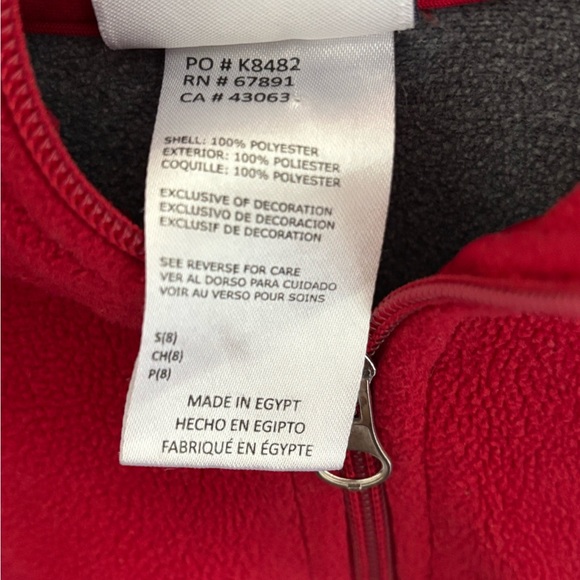 PO # K8482
RN # 67891
CA # 43063
SHELL: 100% POLYESTER
EXTERIOR: 100% POLIESTER
COQUILLE: 100% POLYESTER
EXCLUSIVE OF DECORATION
EXCLUSIVO DE DECORACION
EXCLUSIF DE DECORATION
SEE REVERSE FOR CARE
VER AL DORSO PARA CUIDADO
VOIR AU VERSO POUR SOINS
S(8)
CH(8)
P(8)
MADE IN EGYPT
HECHO EN EGIPTO
FABRIQUÉ EN ÉGYPTE